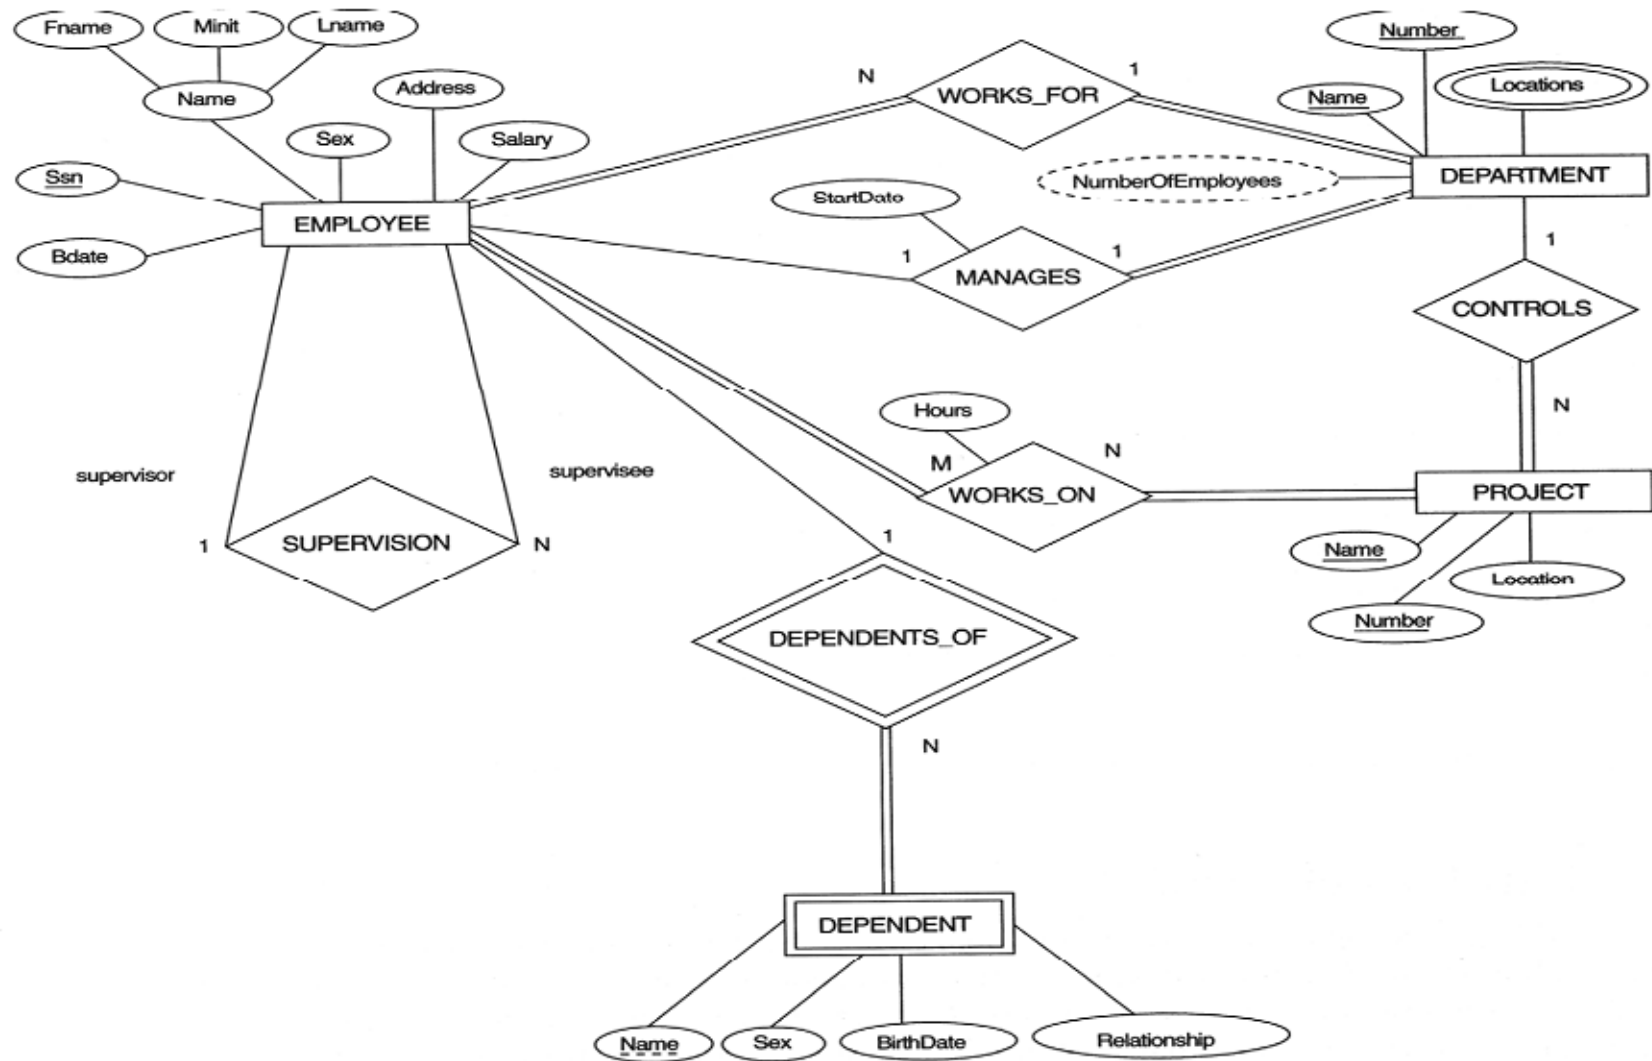 Fname
Minit
Lname
Number
Name
Address
N
WORKS_FOR
1
Name
Locations
Sex
Salary
Ssn
StartDate
NumberOfEmployees
DEPARTMENT
EMPLOYEE
Bdate
1
MANAGES
1
1
CONTROLS
Hours
N
supervisor
supervisee
M
N
WORKS_ON
PROJECT
1
SUPERVISION
N
1
Name
Location
Number
DEPENDENTS_OF
N
DEPENDENT
Name
Sex
BirthDate
Relationship